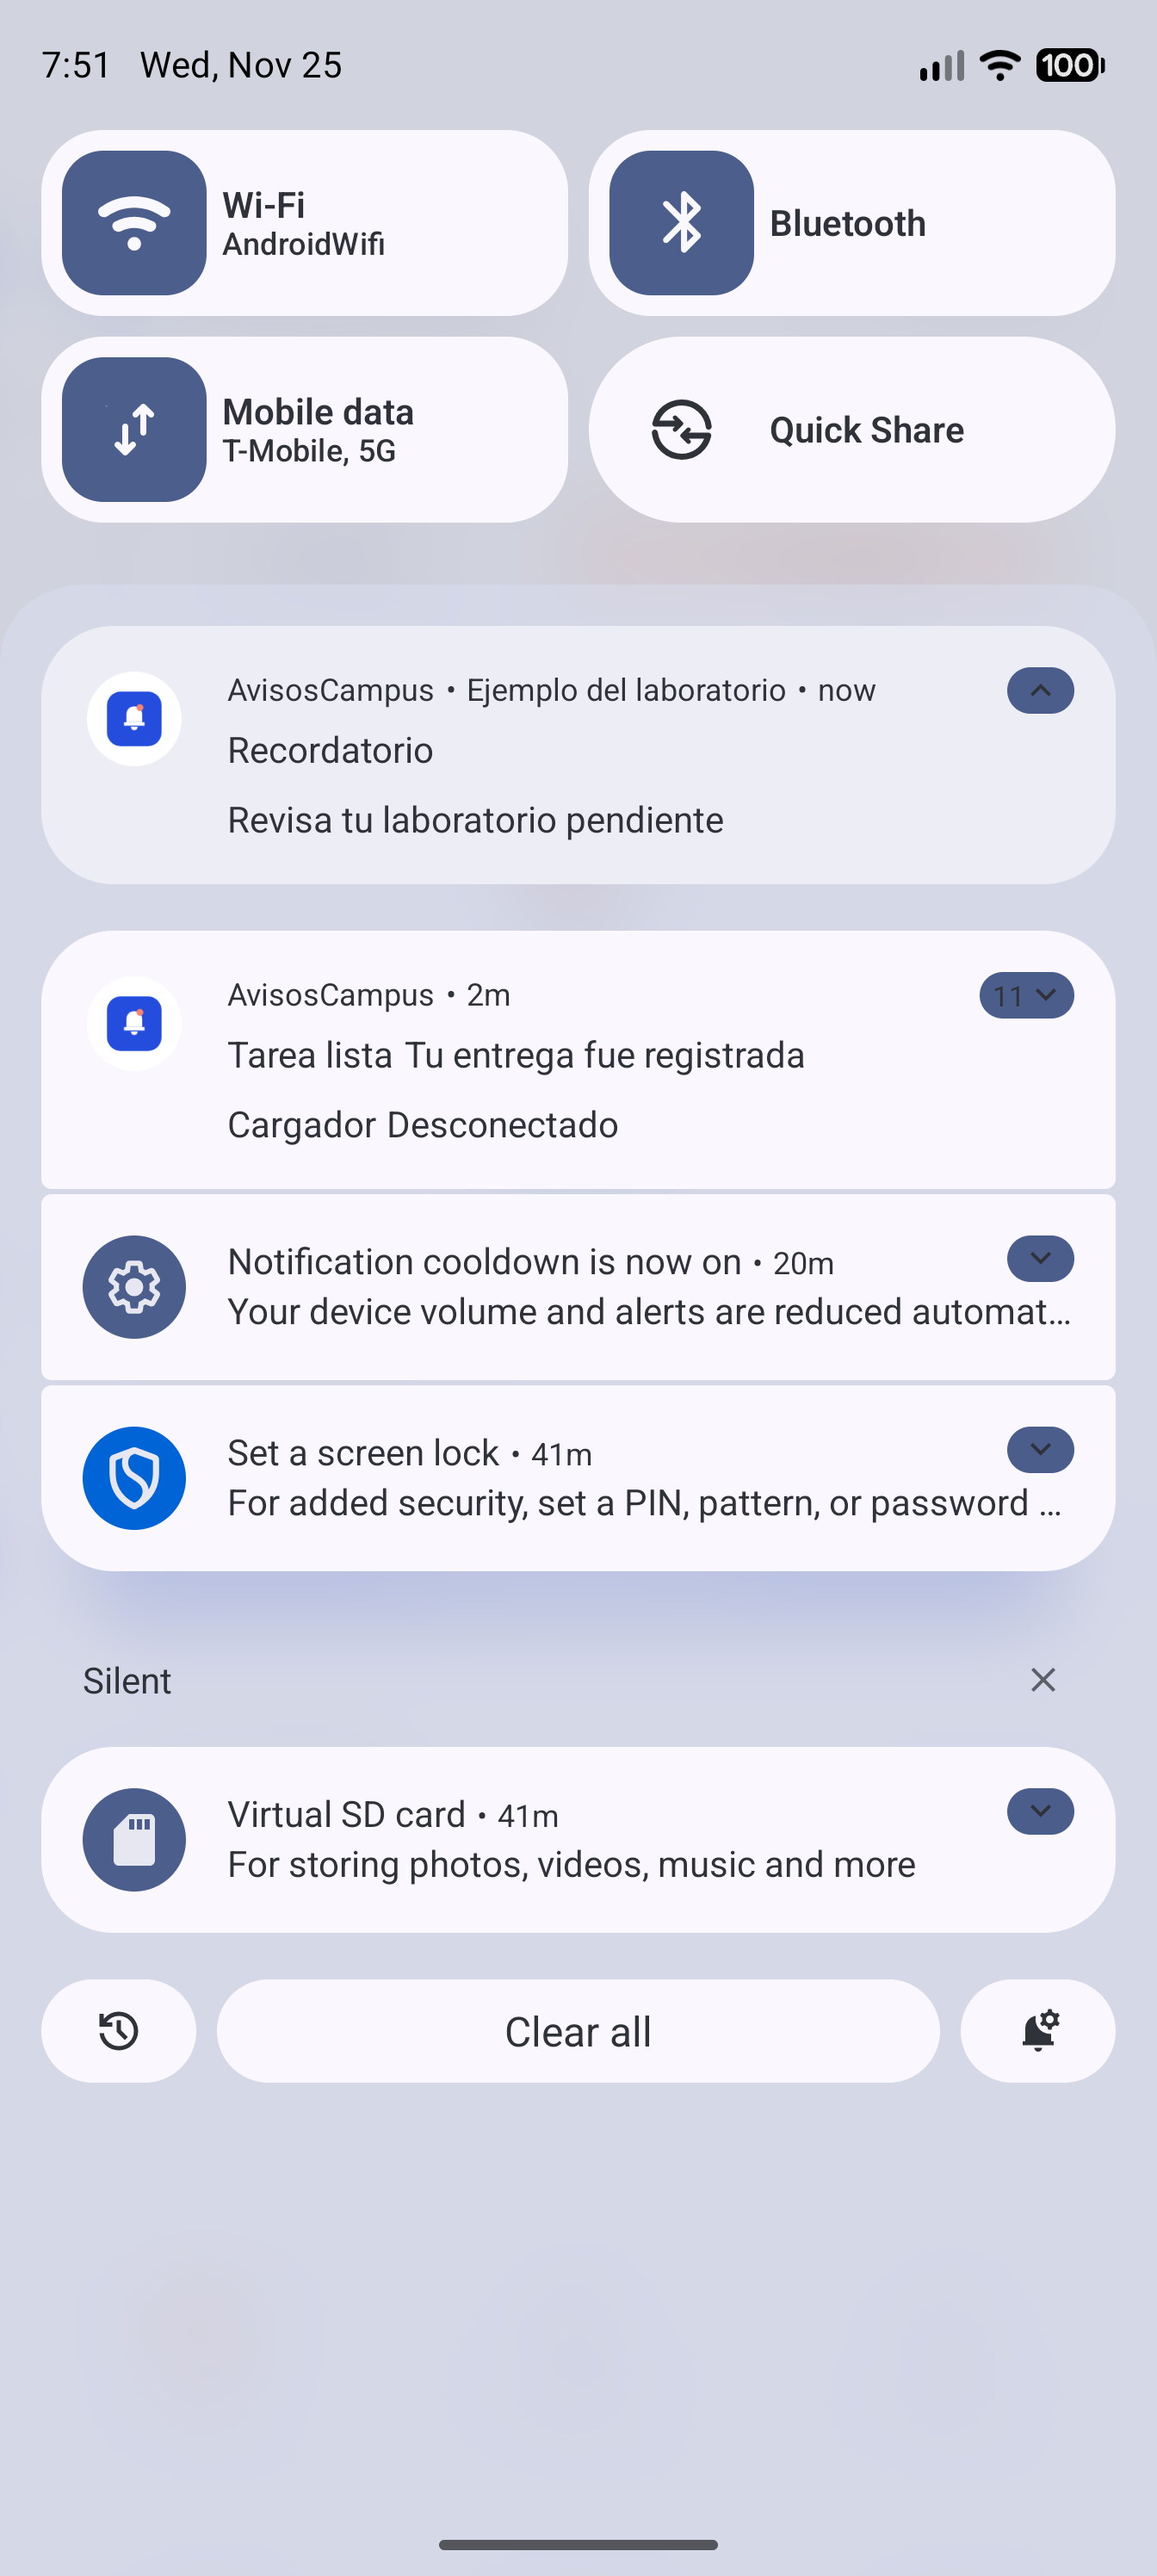 7:51 Wed, Nov 25
100
Wi-Fi
AndroidWifi
Bluetooth
Mobile data
T-Mobile, 5G
Quick Share
AvisosCampus • Ejemplo del laboratorio • now
Recordatorio
Revisa tu laboratorio pendiente
AvisosCampus • 2m
11
Tarea lista Tu entrega fue registrada
Cargador Desconectado
Notification cooldown is now on • 20m
Your device volume and alerts are reduced automat...
Set a screen lock • 41m
For added security, set a PIN, pattern, or password ...
Silent
Virtual SD card • 41m
For storing photos, videos, music and more
Clear all